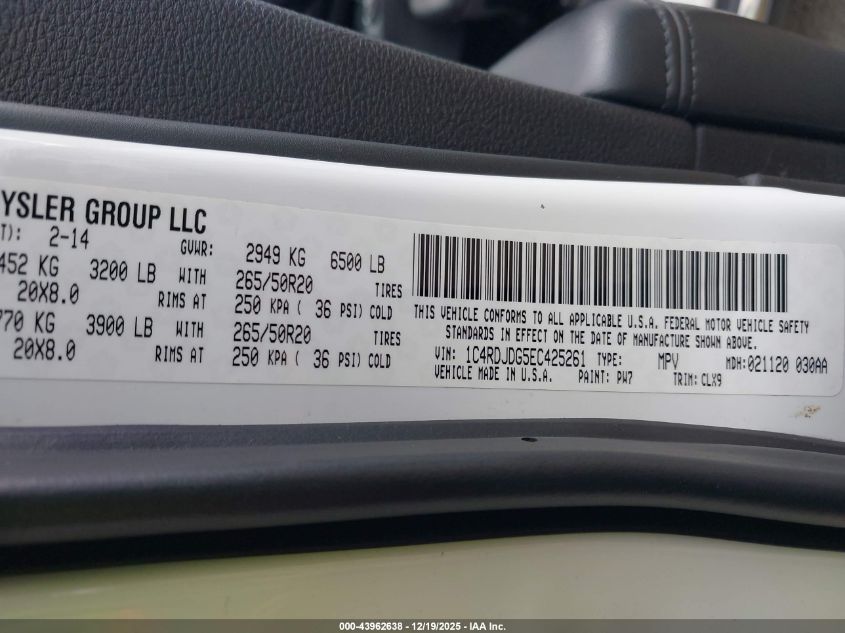 YSLER GROUP LLC
T): 2-14 GVWR: 2949 KG 6500 LB
452 KG 3200 LB WITH 265/50R20 TIRES
20X8.0 RIMS AT 250 KPA ( 36 PSI) COLD
770 KG 3900 LB WITH 265/50R20 TIRES
20X8.0 RIMS AT 250 KPA ( 36 PSI) COLD
THIS VEHICLE CONFORMS TO ALL APPLICABLE U.S.A. FEDERAL MOTOR VEHICLE SAFETY
STANDARDS IN EFFECT ON THE DATE OF MANUFACTURE SHOWN ABOVE.
VIN: 1C4RDJDG5EC425261 TYPE: MPV MDH:021120 030AA
VEHICLE MADE IN U.S.A. PAINT: PW7 TRIM: CLX9
000-43962638 - 12/19/2025 - IAA Inc.